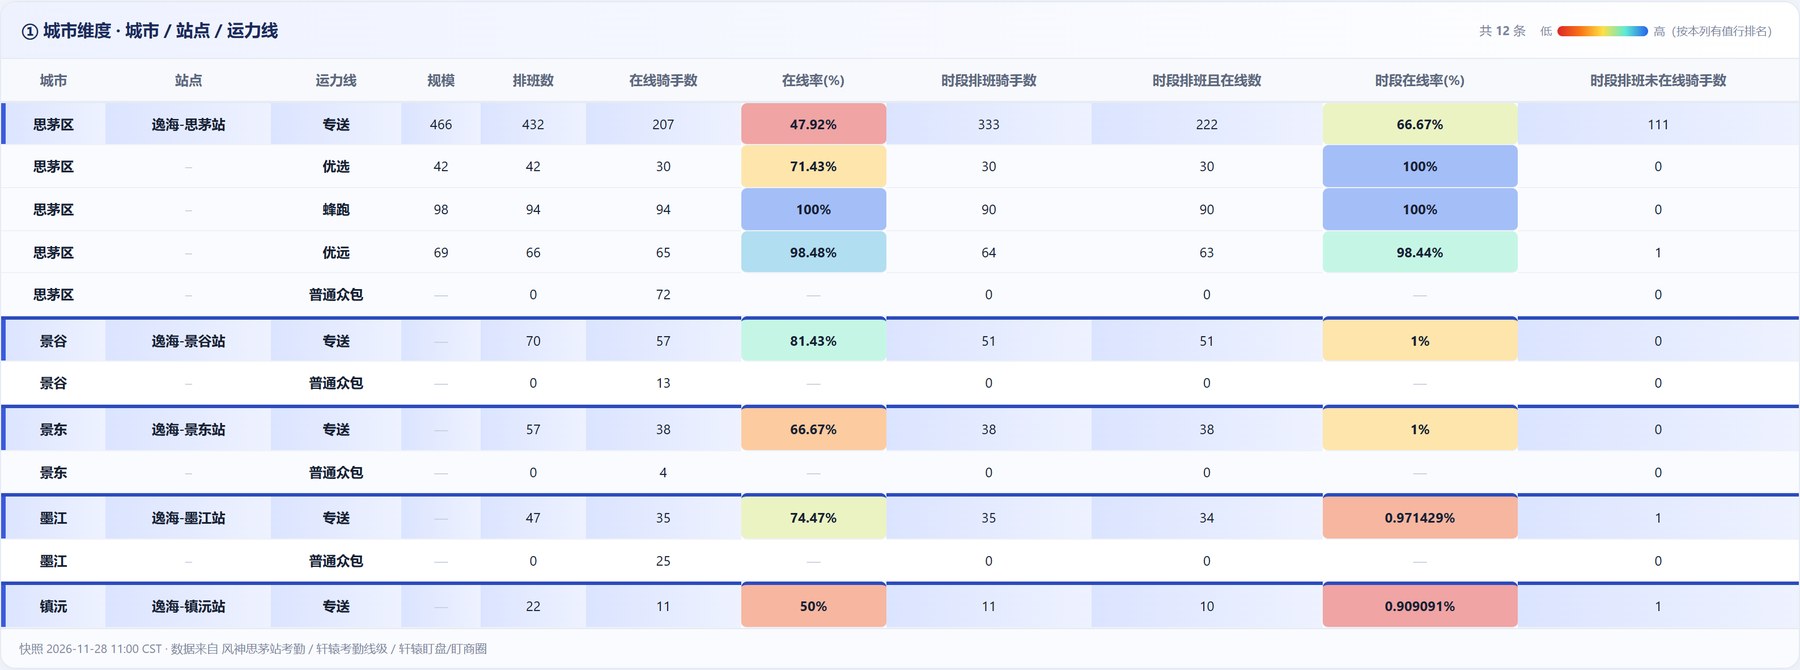 ① 城市维度 · 城市 / 站点 / 运力线
共 12 条 低 高 (按本列有值行排名)
城市 站点 运力线 规模 排班数 在线骑手数 在线率(%) 时段排班骑手数 时段排班且在线数 时段在线率(%) 时段排班未在线骑手数
思茅区 逸海-思茅站 专送 466 432 207 47.92% 333 222 66.67% 111
思茅区 – 优选 42 42 30 71.43% 30 30 100% 0
思茅区 – 蜂跑 98 94 94 100% 90 90 100% 0
思茅区 – 优远 69 66 65 98.48% 64 63 98.44% 1
思茅区 – 普通众包 — 0 72 — 0 0 — 0
景谷 逸海-景谷站 专送 — 70 57 81.43% 51 51 1% 0
景谷 – 普通众包 — 0 13 — 0 0 — 0
景东 逸海-景东站 专送 — 57 38 66.67% 38 38 1% 0
景东 – 普通众包 — 0 4 — 0 0 — 0
墨江 逸海-墨江站 专送 — 47 35 74.47% 35 34 0.971429% 1
墨江 – 普通众包 — 0 25 — 0 0 — 0
镇沅 逸海-镇沅站 专送 — 22 11 50% 11 10 0.909091% 1
快照 2026-11-28 11:00 CST · 数据来自 风神思茅站考勤 / 轩辕考勤线级 / 轩辕盯盘/盯商圈